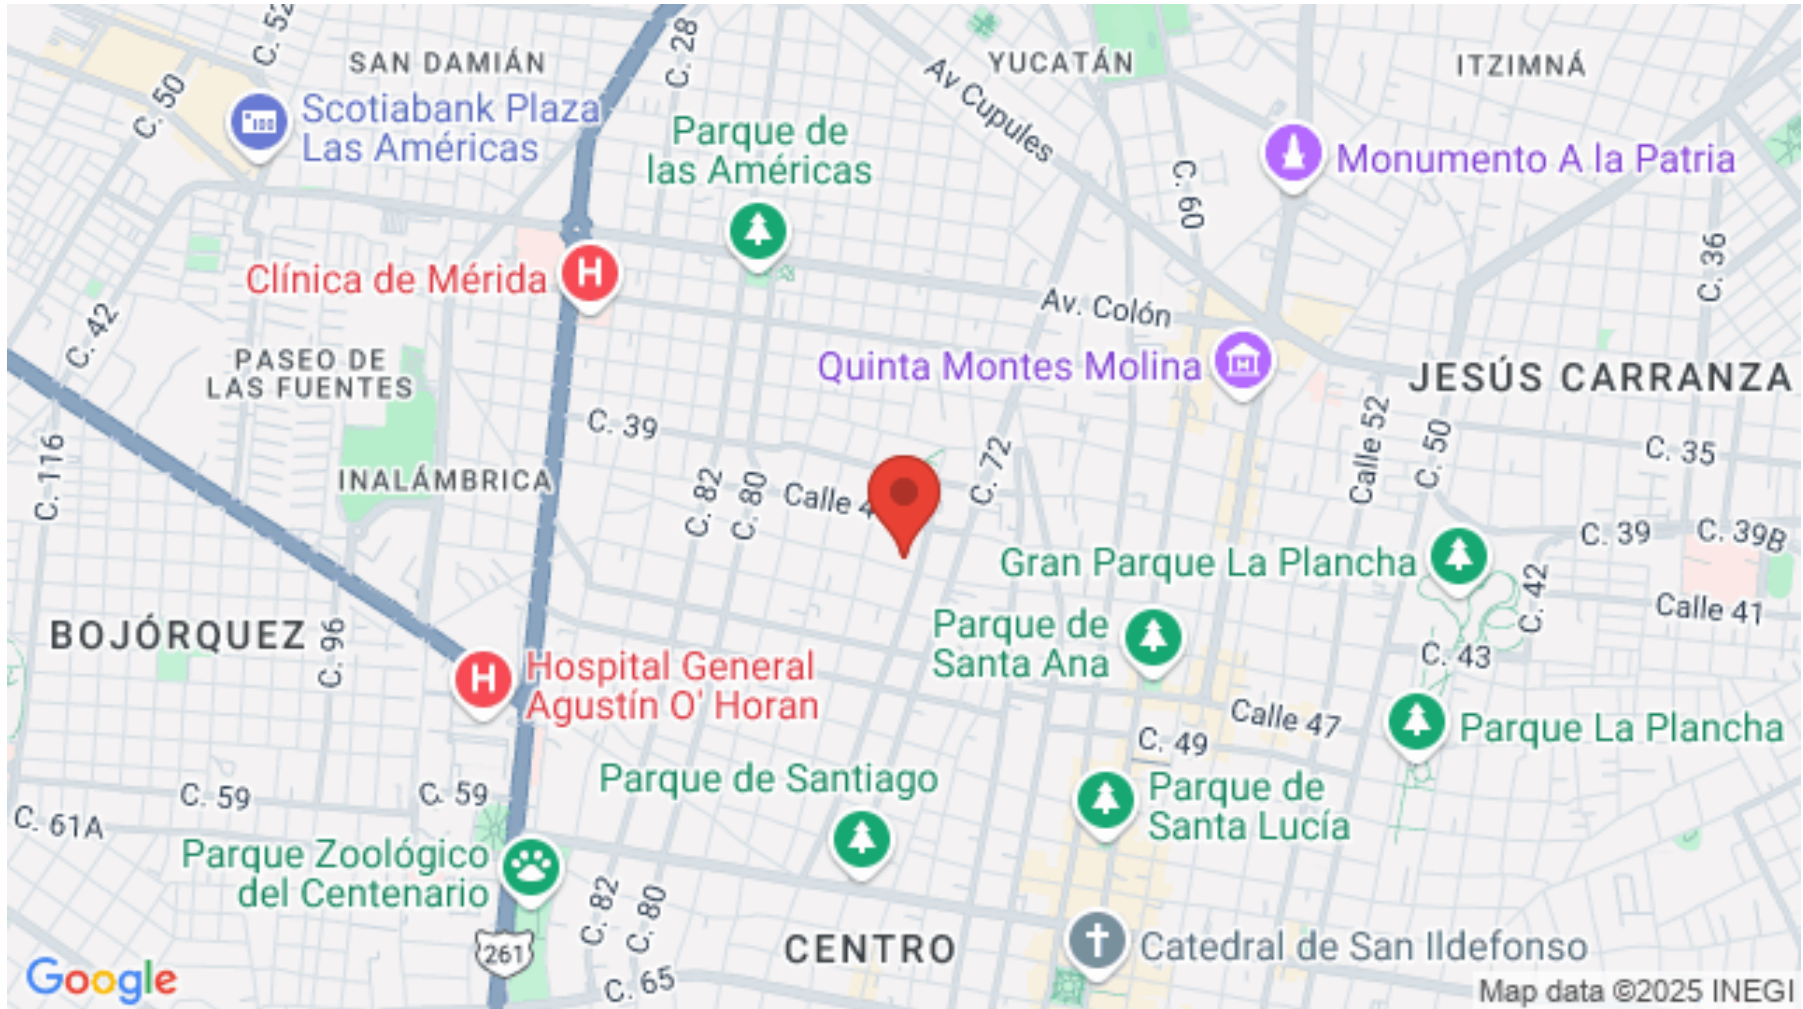 C. 52
C. 28
SAN DAMIÁN
YUCATÁN
ITZIMNÁ
C. 50
Av Cupules
Scotiabank Plaza
Las Américas
Parque de
las Américas
Monumento A la Patria
C. 60
C. 36
Clínica de Mérida
Av. Colón
C. 42
PASEO DE
LAS FUENTES
Quinta Montes Molina
JESÚS CARRANZA
C. 39
Calle 52
C. 50
C. 35
C. 116
INALÁMBRICA
C. 82
C. 80
Calle 4
C. 72
C. 39
C. 39B
Gran Parque La Plancha
C. 42
Calle 41
BOJÓRQUEZ
C. 96
Parque de
Santa Ana
C. 43
Hospital General
Agustín O' Horan
Calle 47
C. 49
Parque La Plancha
Parque de Santiago
C. 59
C. 59
Parque de
Santa Lucía
C. 61A
Parque Zoológico
del Centenario
C. 82
C. 80
261
CENTRO
Catedral de San Ildefonso
C. 65
Google
Map data ©2025 INEGI